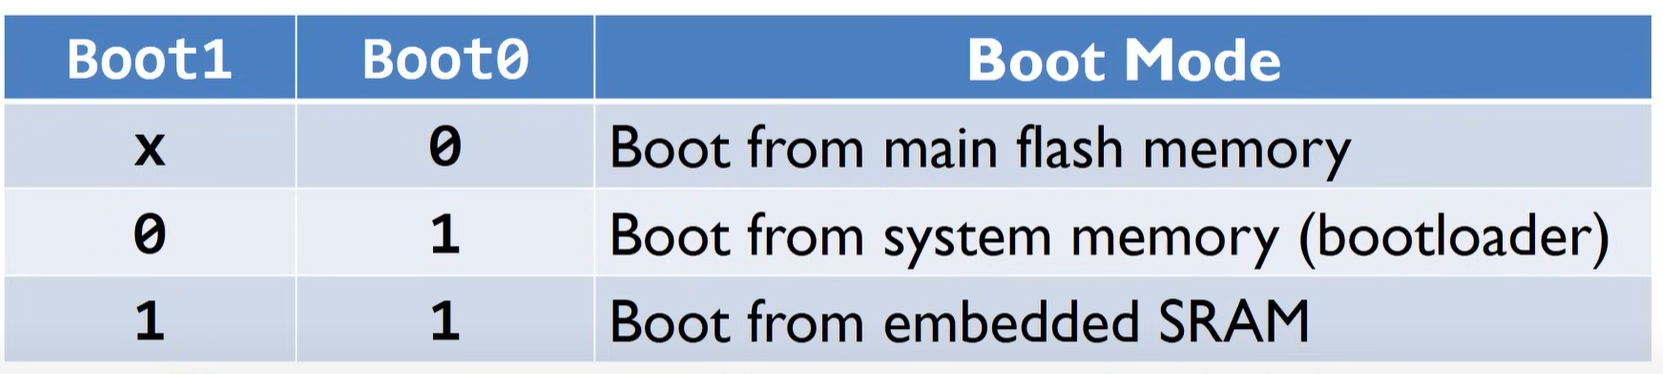 Boot1 Boot0 Boot Mode
x 0 Boot from main flash memory
0 1 Boot from system memory (bootloader)
1 1 Boot from embedded SRAM